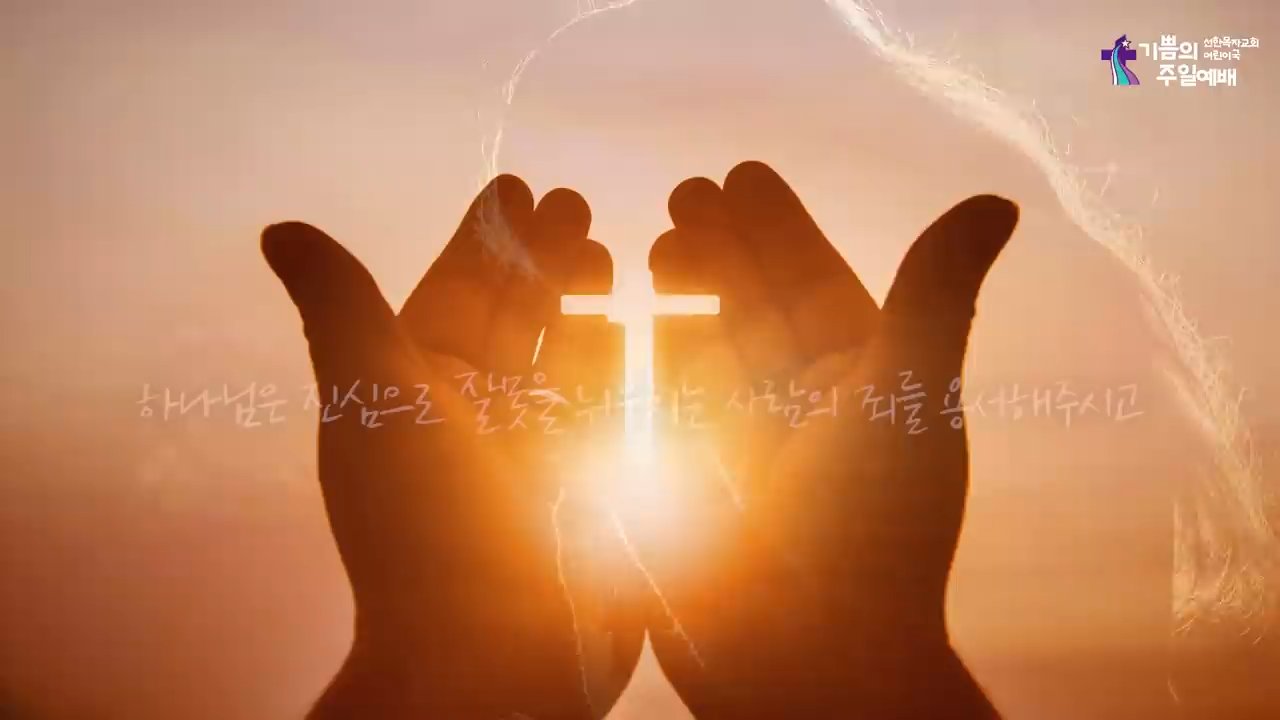 기쁨의
선한목자교회
어린이국
주일예배
하나님은 진심으로 잘못을 뉘우치는 사람의 죄를 용서해주시고